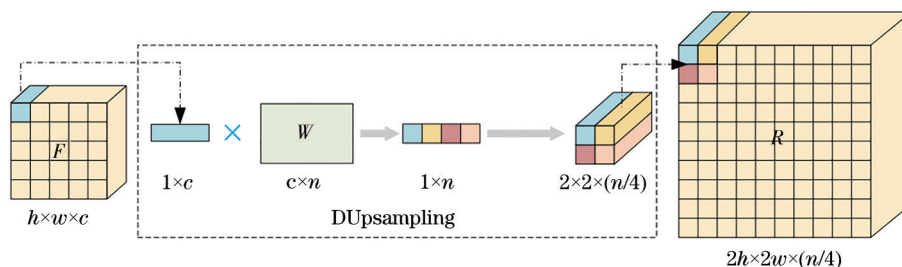 F
h×w×c
1×c
×
W
c×n
1×n
2×2×(n/4)
DUpsampling
R
2h×2w×(n/4)